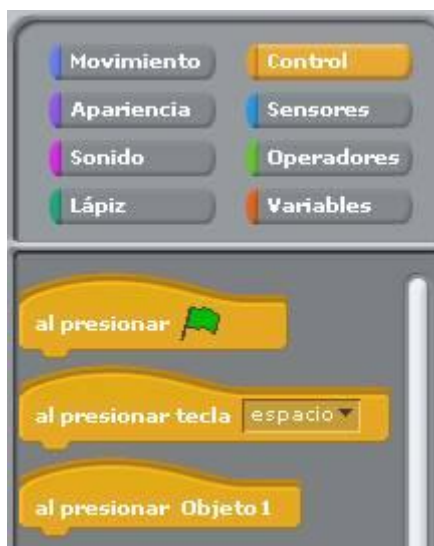 Movimiento
Control
Apariencia
Sensores
Sonido
Operadores
Lápiz
Variables
al presionar
al presionar tecla espacio
al presionar Objeto1